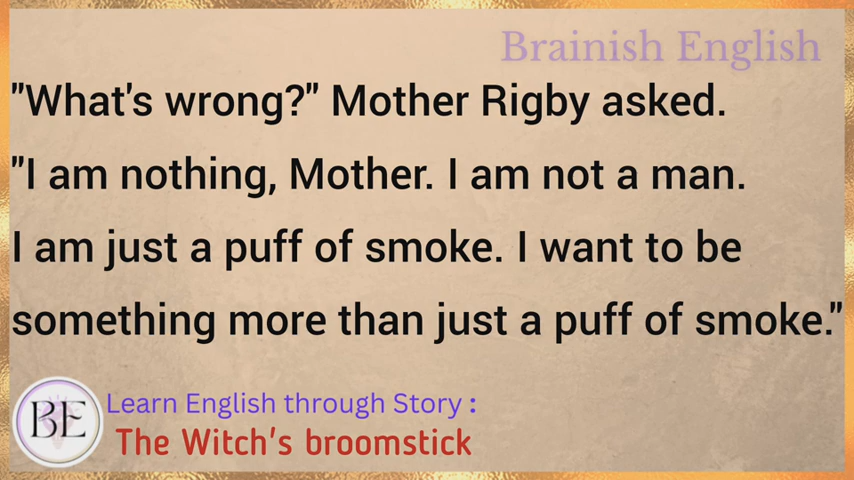 Brainish English
"What's wrong?" Mother Rigby asked.
"I am nothing, Mother. I am not a man.
I am just a puff of smoke. I want to be
something more than just a puff of smoke."
BE
Learn English through Story :
The Witch's broomstick